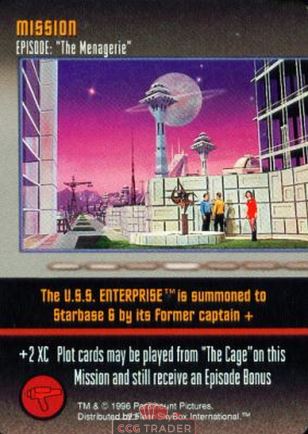 MISSION
EPISODE: "The Menagerie"
The U.S.S. ENTERPRISE™ is summoned to
Starbase 6 by its former captain +
+2 XC Plot cards may be played from "The Cage" on this
Mission and still receive an Episode Bonus
TM & © 1996 Paramount Pictures.
Distributed by Fleer SkyBox International.™
CCG TRADER